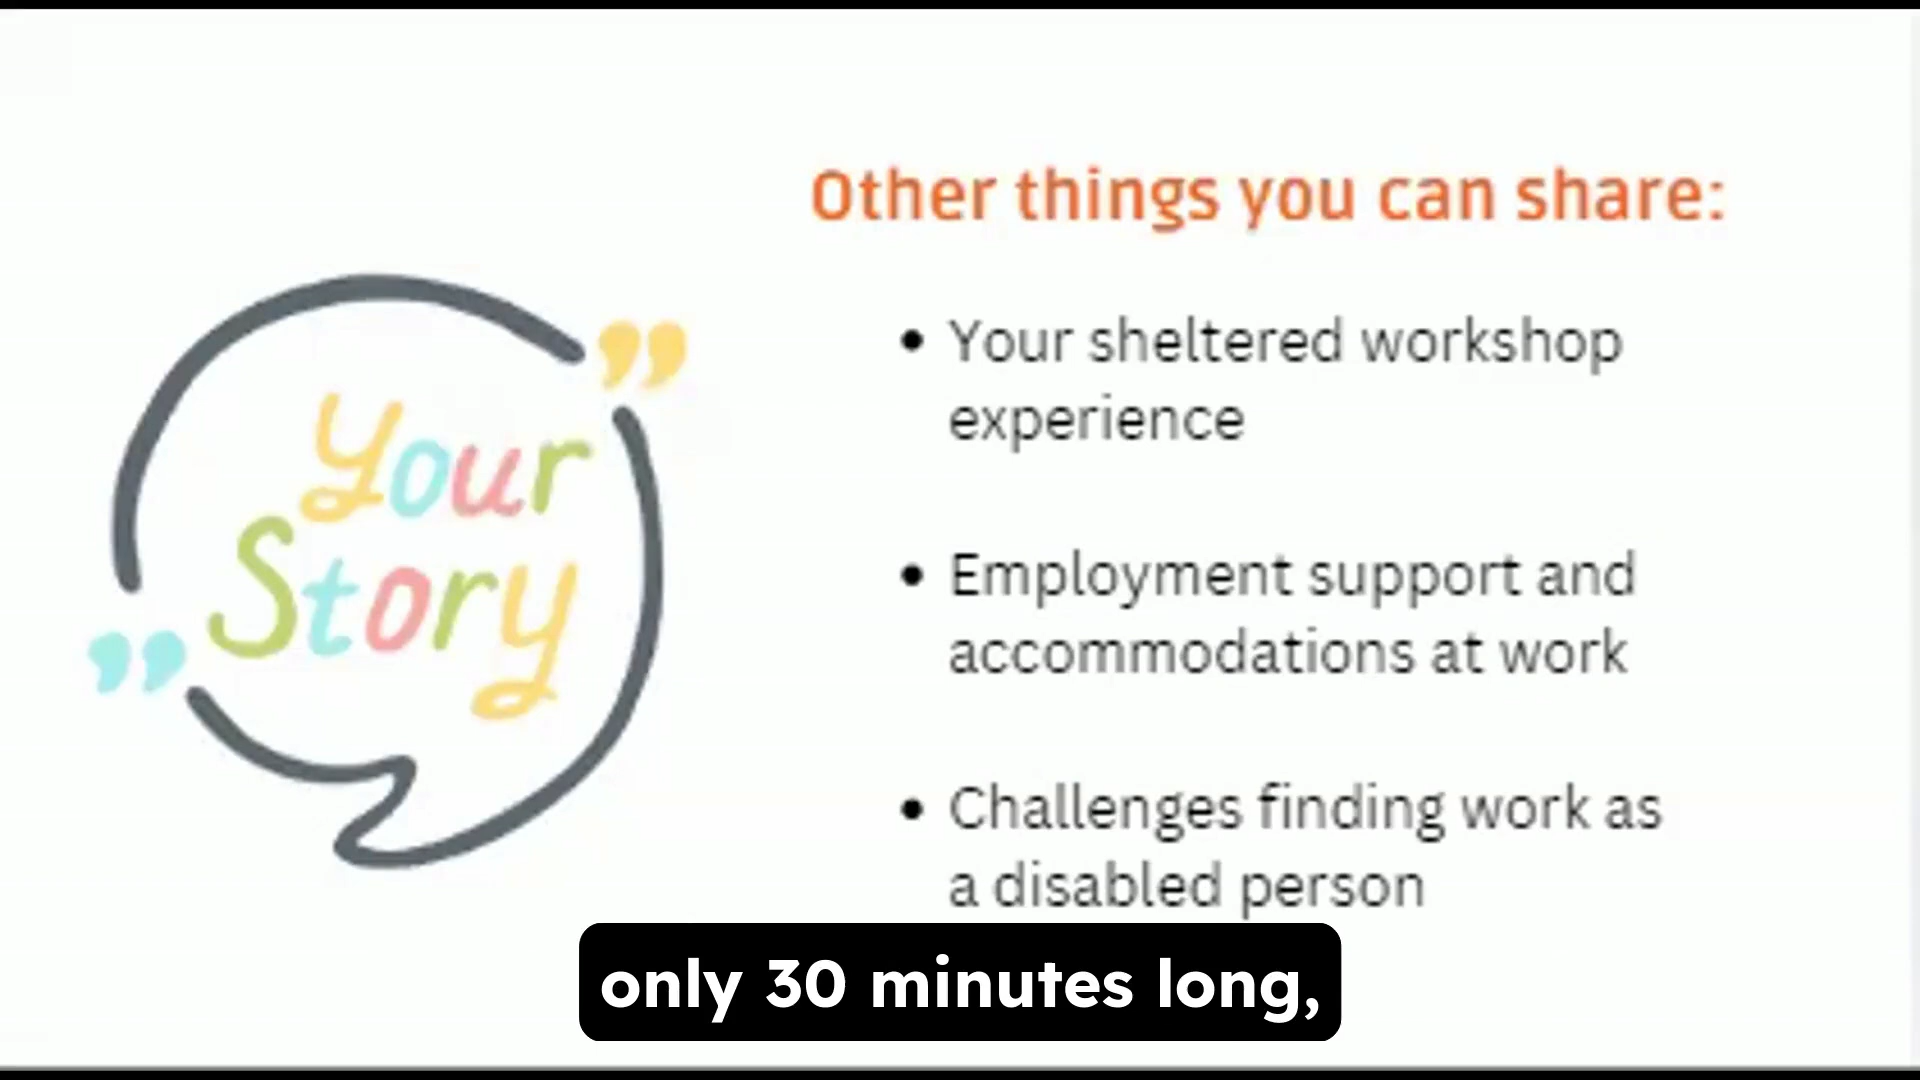 Other things you can share:
Your
Story
• Your sheltered workshop
experience
• Employment support and
accommodations at work
• Challenges finding work as
a disabled person
only 30 minutes long,